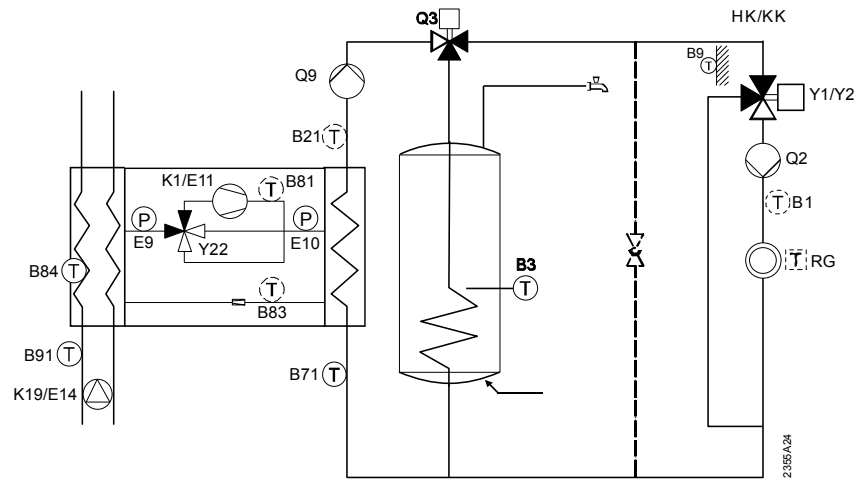 Q3
HK/KK
B9
T
Q9
Y1/Y2
B21
T
Q2
K1/E11
T
B81
P
P
E9
Y22
E10
T
B1
B84
T
B3
T
T
RG
T
B83
B91
T
B71
T
K19/E14
2355A24